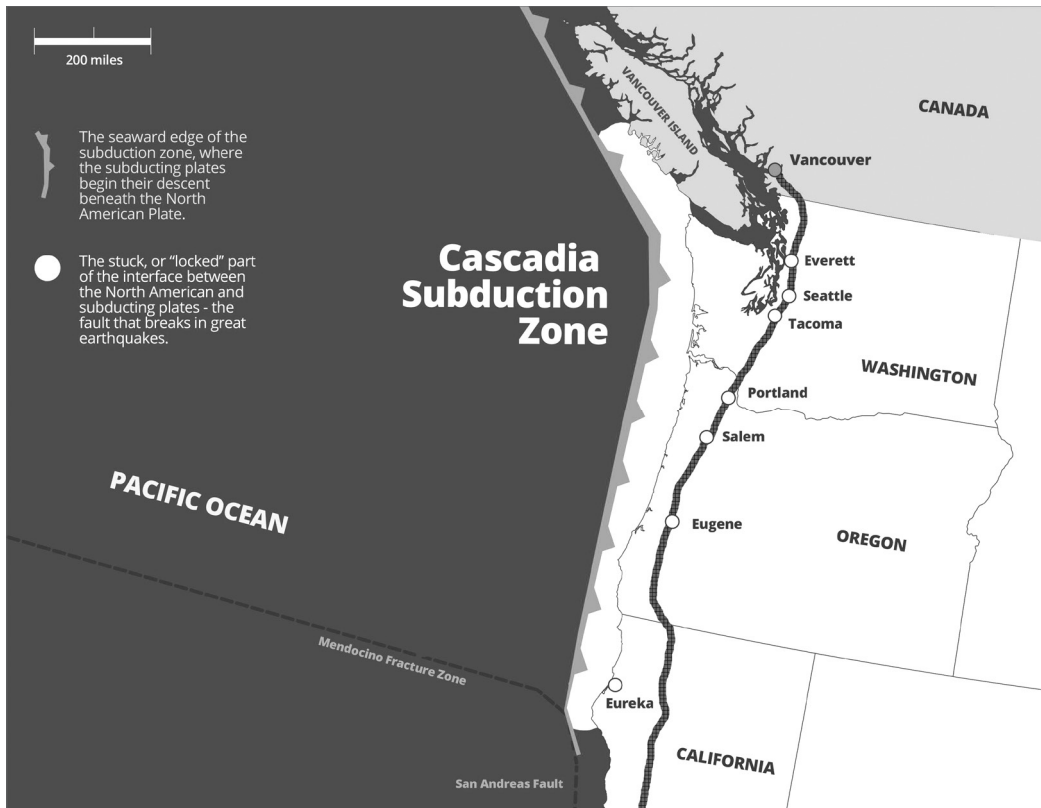 200 miles
The seaward edge of the
subduction zone, where
the subducting plates
begin their descent
beneath the North
American Plate.
The stuck, or “locked” part
of the interface between
the North American and
subducting plates - the
fault that breaks in great
earthquakes.
Cascadia
Subduction
Zone
PACIFIC OCEAN
Mendocino Fracture Zone
San Andreas Fault
VANCOUVER ISLAND
CANADA
Vancouver
Everett
Seattle
Tacoma
WASHINGTON
Portland
Salem
Eugene
OREGON
Eureka
CALIFORNIA